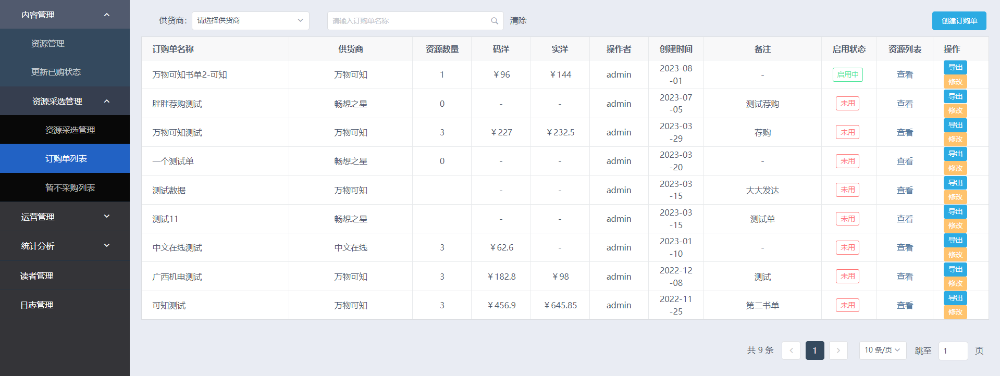 内容管理
资源管理
更新已购状态
资源采选管理
资源采选管理
订购单列表
暂不采购列表
运营管理
统计分析
读者管理
日志管理
供货商： 请选择供货商 请输入订购单名称 清除 创建订购单
订购单名称 供货商 资源数量 码洋 实洋 操作者 创建时间 备注 启用状态 资源列表 操作
万物可知书单2-可知 万物可知 1 ￥96 ￥144 admin 2023-08-01 - 启用中 查看 导出 修改
胖胖荐购测试 畅想之星 0 - - admin 2023-07-05 测试荐购 未用 查看 导出 修改
万物可知测试 万物可知 3 ￥227 ￥232.5 admin 2023-03-29 荐购 未用 查看 导出 修改
一个测试单 畅想之星 0 - - admin 2023-03-20 - 未用 查看 导出 修改
测试数据 万物可知 - - admin 2023-03-15 大大发达 未用 查看 导出 修改
测试11 畅想之星 - - admin 2023-03-15 测试单 未用 查看 导出 修改
中文在线测试 中文在线 3 ￥62.6 - admin 2023-01-10 - 未用 查看 导出 修改
广西机电测试 万物可知 3 ￥182.8 ￥98 admin 2022-12-08 测试 未用 查看 导出 修改
可知测试 万物可知 3 ￥456.9 ￥645.85 admin 2022-11-25 第二书单 未用 查看 导出 修改
共 9 条 1 10 条/页 跳至 1 页